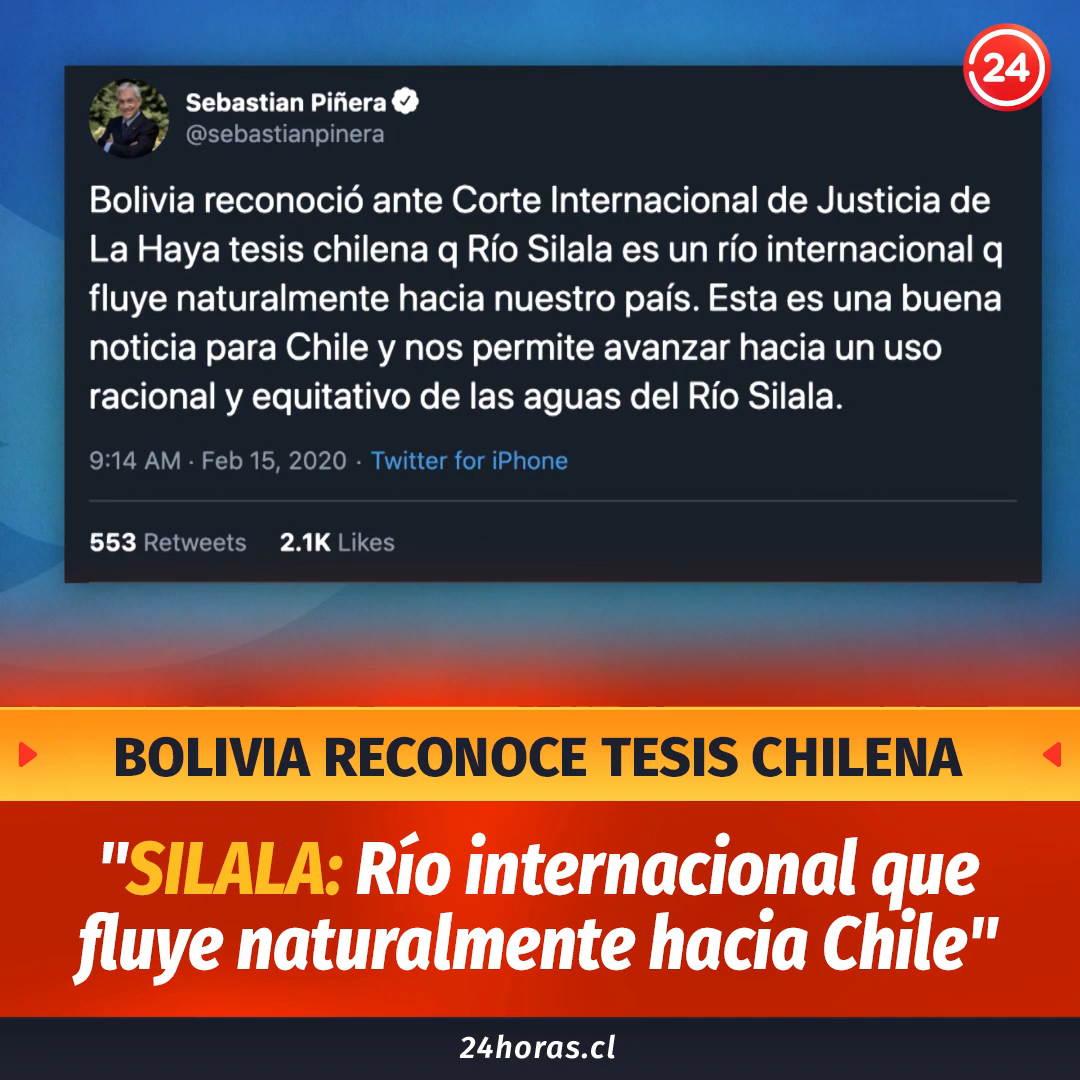 24
Sebastian Piñera
@sebastianpinera
Bolivia reconoció ante Corte Internacional de Justicia de
La Haya tesis chilena q Río Silala es un río internacional q
fluye naturalmente hacia nuestro país. Esta es una buena
noticia para Chile y nos permite avanzar hacia un uso
racional y equitativo de las aguas del Río Silala.
9:14 AM · Feb 15, 2020 · Twitter for iPhone
553 Retweets 2.1K Likes
BOLIVIA RECONOCE TESIS CHILENA
"SILALA: Río internacional que
fluye naturalmente hacia Chile"
24horas.cl